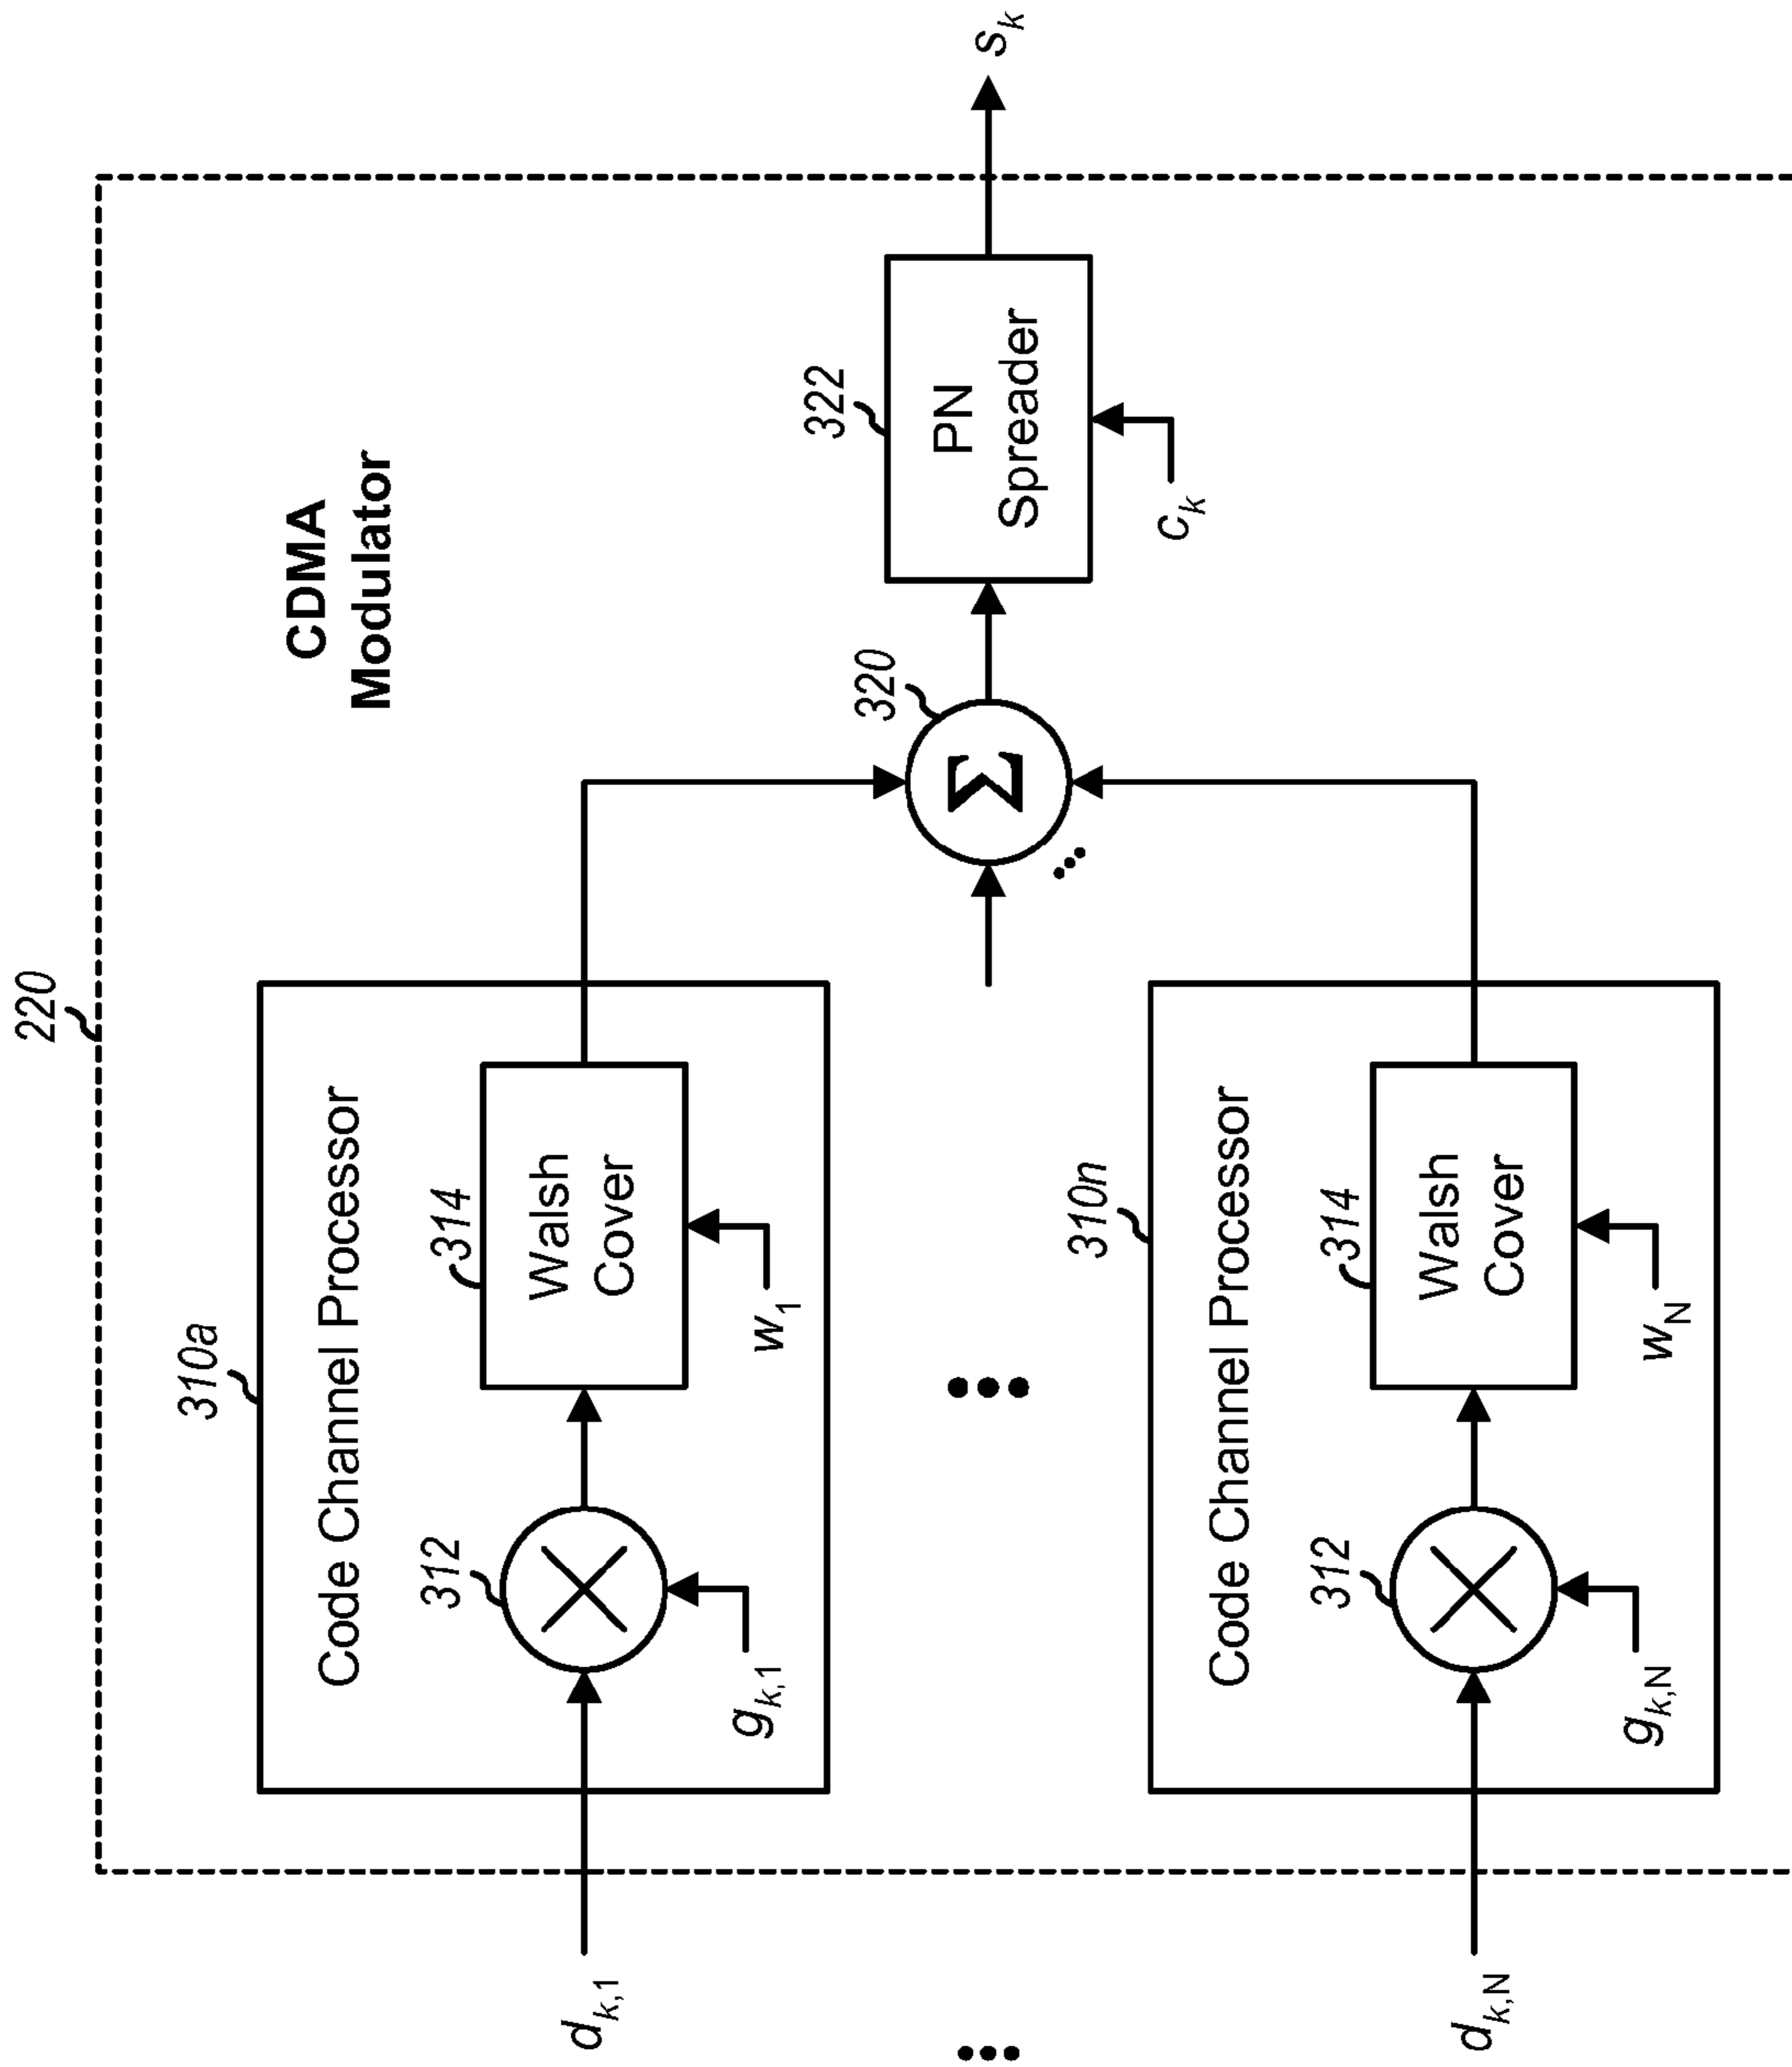 220
CDMA
Modulator
310a
Code Channel Processor
312
314
Walsh
Cover
d_{k,1}
g_{k,1}
w_1
320
Σ
322
PN
Spreader
c_k
s_k
310n
Code Channel Processor
312
314
Walsh
Cover
d_{k,N}
g_{k,N}
w_N